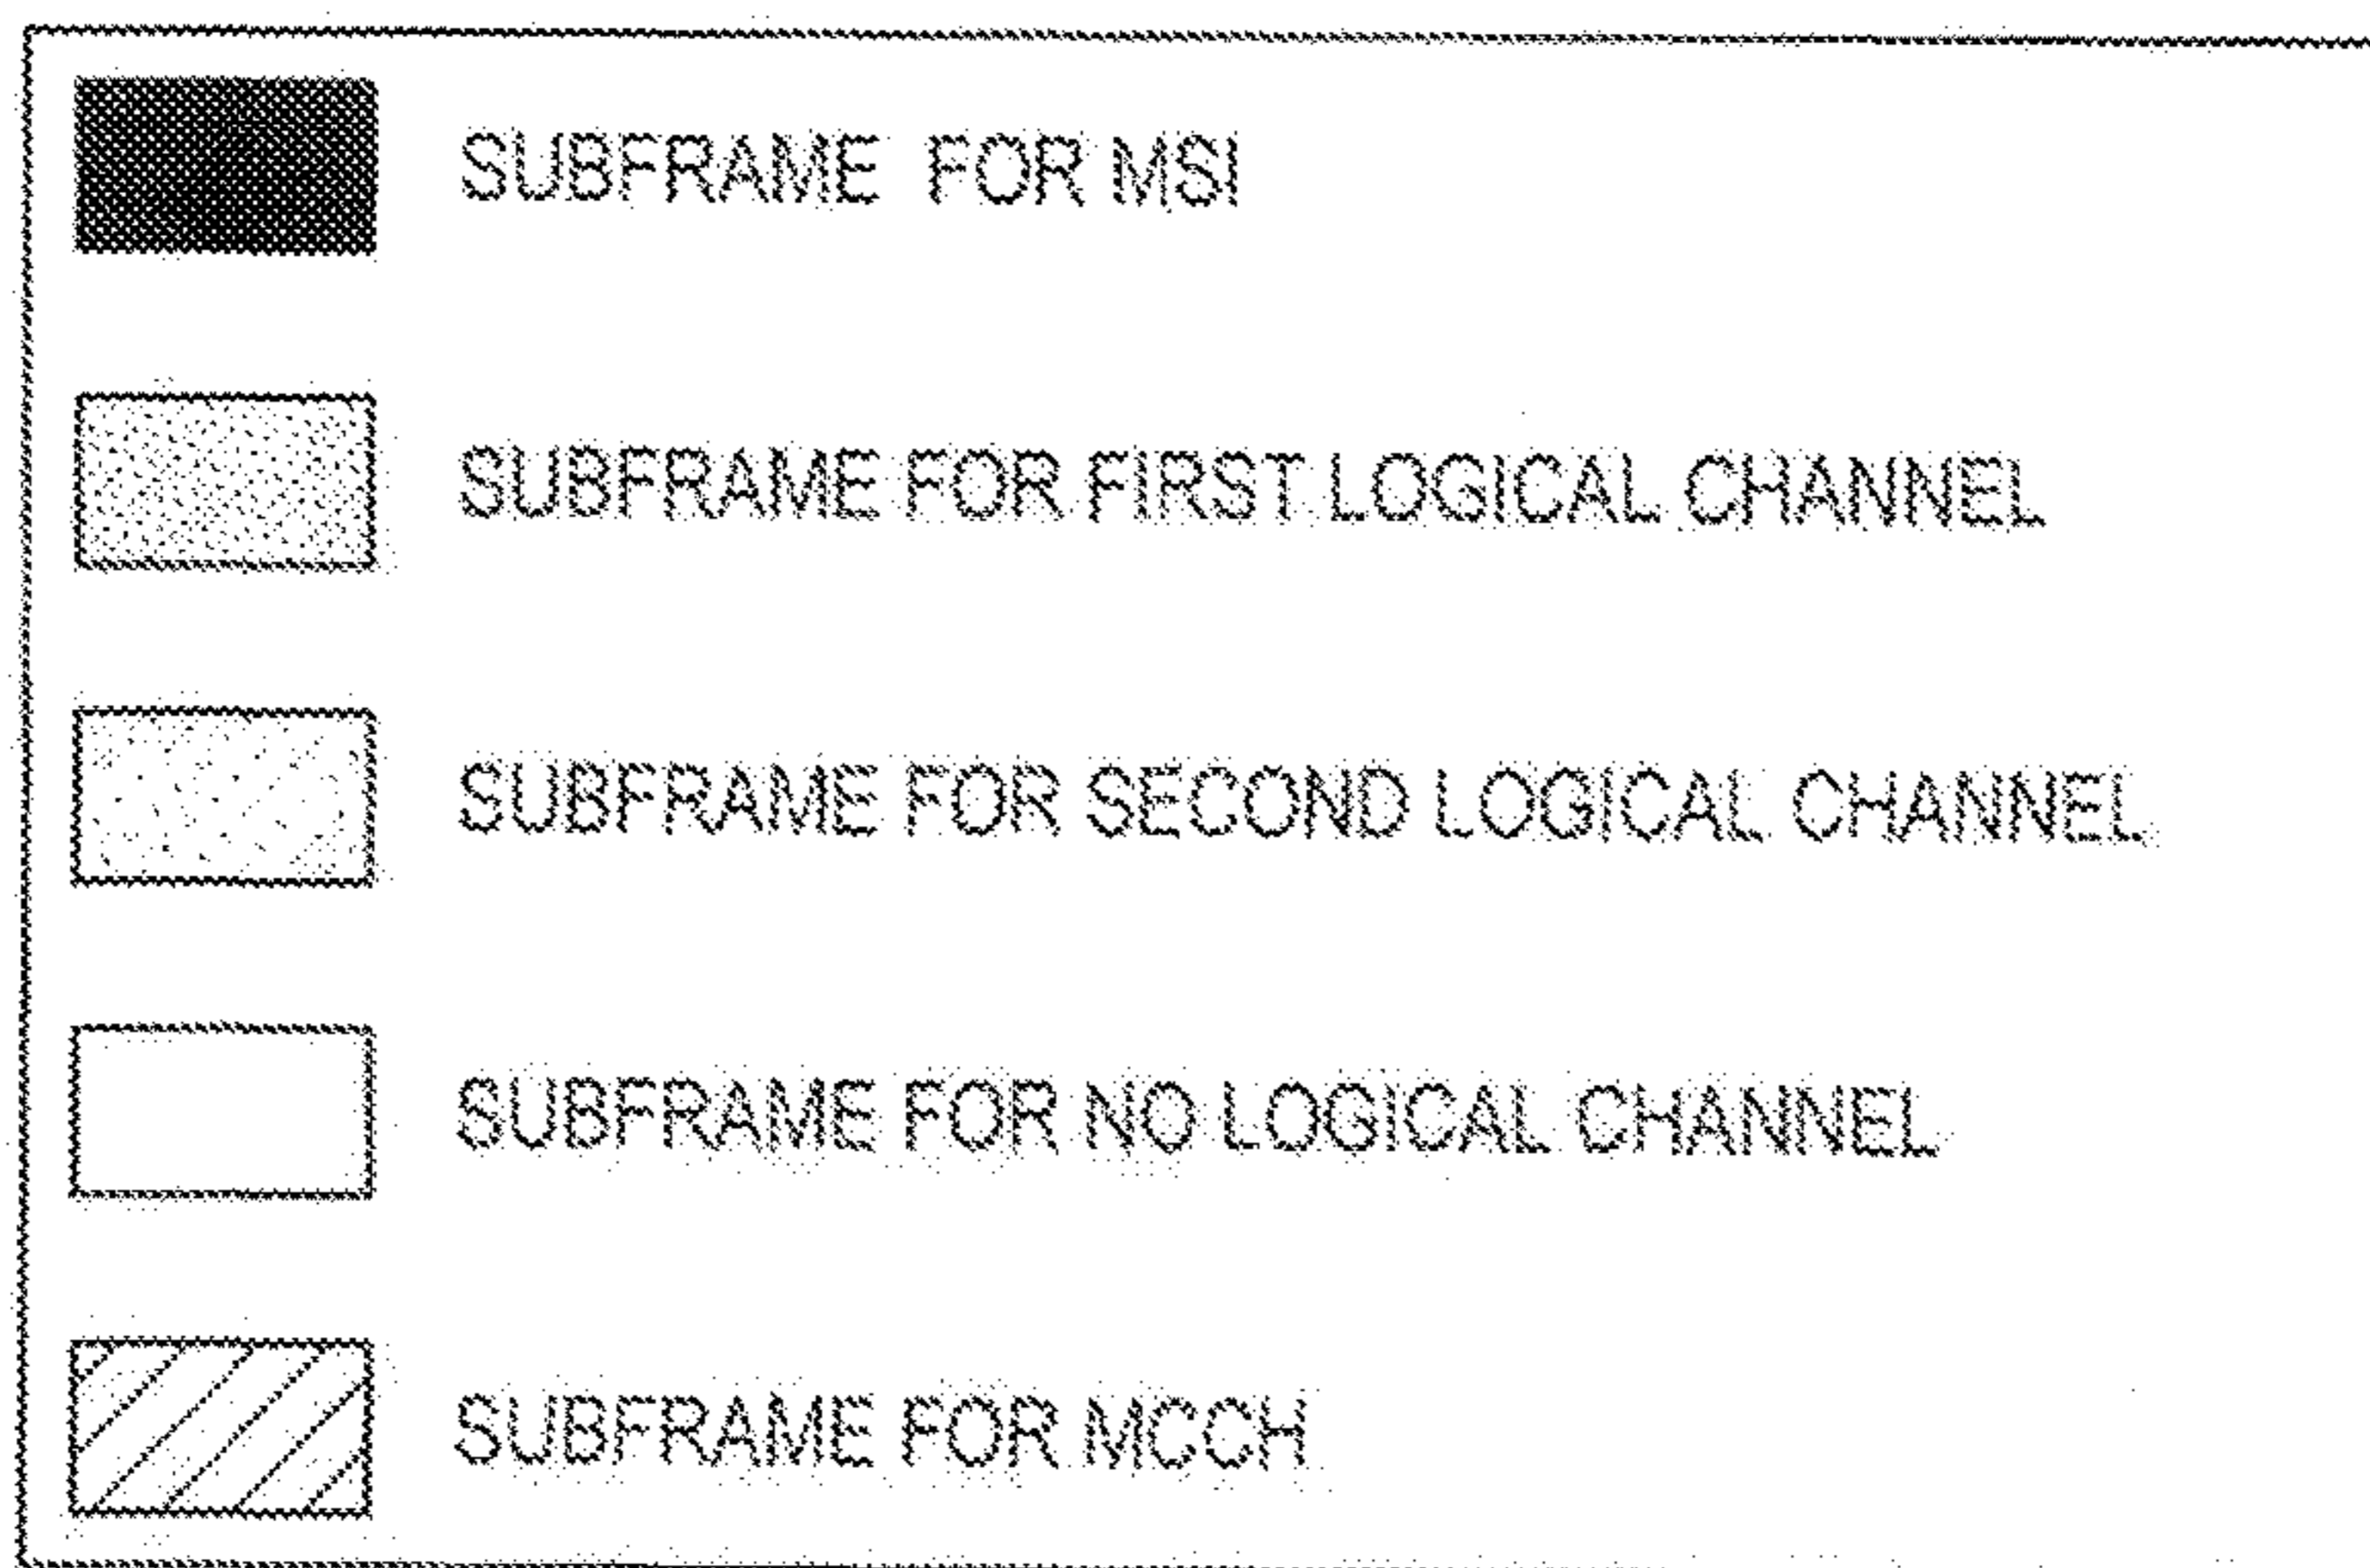 SUBFRAME FOR MSI
SUBFRAME FOR FIRST LOGICAL CHANNEL
SUBFRAME FOR SECOND LOGICAL CHANNEL
SUBFRAME FOR NO LOGICAL CHANNEL
SUBFRAME FOR MCCH